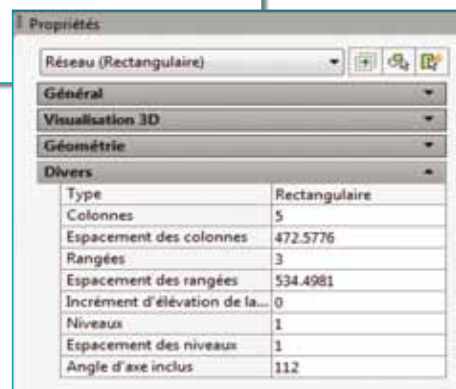 Propriétés
Réseau (Rectangulaire)
Général
Visualisation 3D
Géométrie
Divers
Type Rectangulaire
Colonnes 5
Espacement des colonnes 472.5776
Rangées 3
Espacement des rangées 534.4981
Incrément d'élévation de la... 0
Niveaux 1
Espacement des niveaux 1
Angle d'axe inclus 112